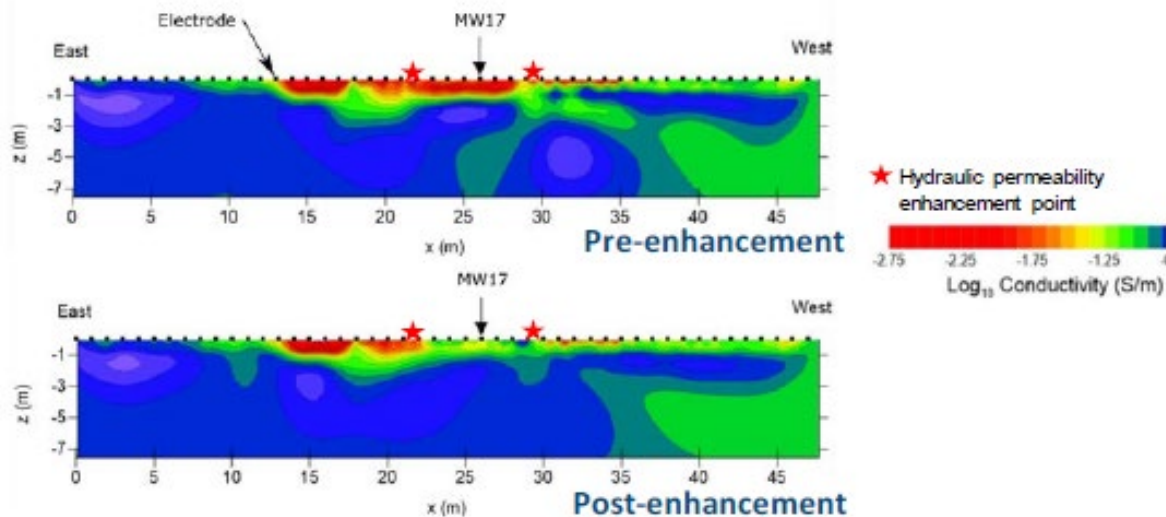 Electrode
MW17
East
West
z (m)
-1
-3
-5
-7
0 5 10 15 20 25 30 35 40 45
x (m)
Pre-enhancement
MW17
East
West
z (m)
-1
-3
-5
-7
0 5 10 15 20 25 30 35 40 45
x (m)
Post-enhancement
Hydraulic permeability
enhancement point
-2.75 -2.25 -1.75 -1.25
Log₁₀ Conductivity (S/m)